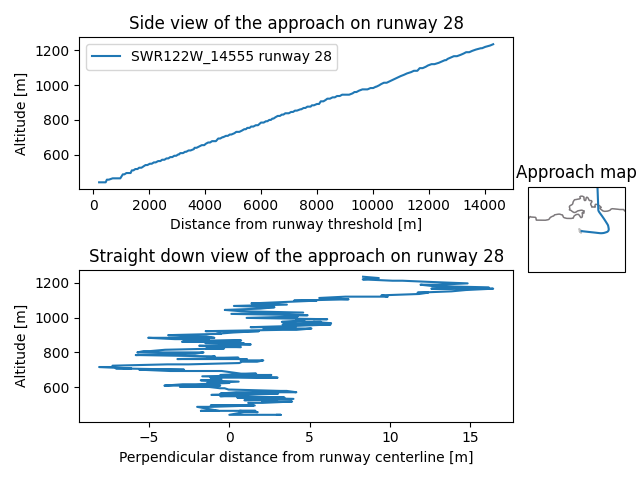 Side view of the approach on runway 28
SWR122W_14555 runway 28
Altitude [m]
1200
1000
800
600
0
2000
4000
6000
8000
10000
12000
14000
Distance from runway threshold [m]
Approach map
Straight down view of the approach on runway 28
Altitude [m]
1200
1000
800
600
−5
0
5
10
15
Perpendicular distance from runway centerline [m]